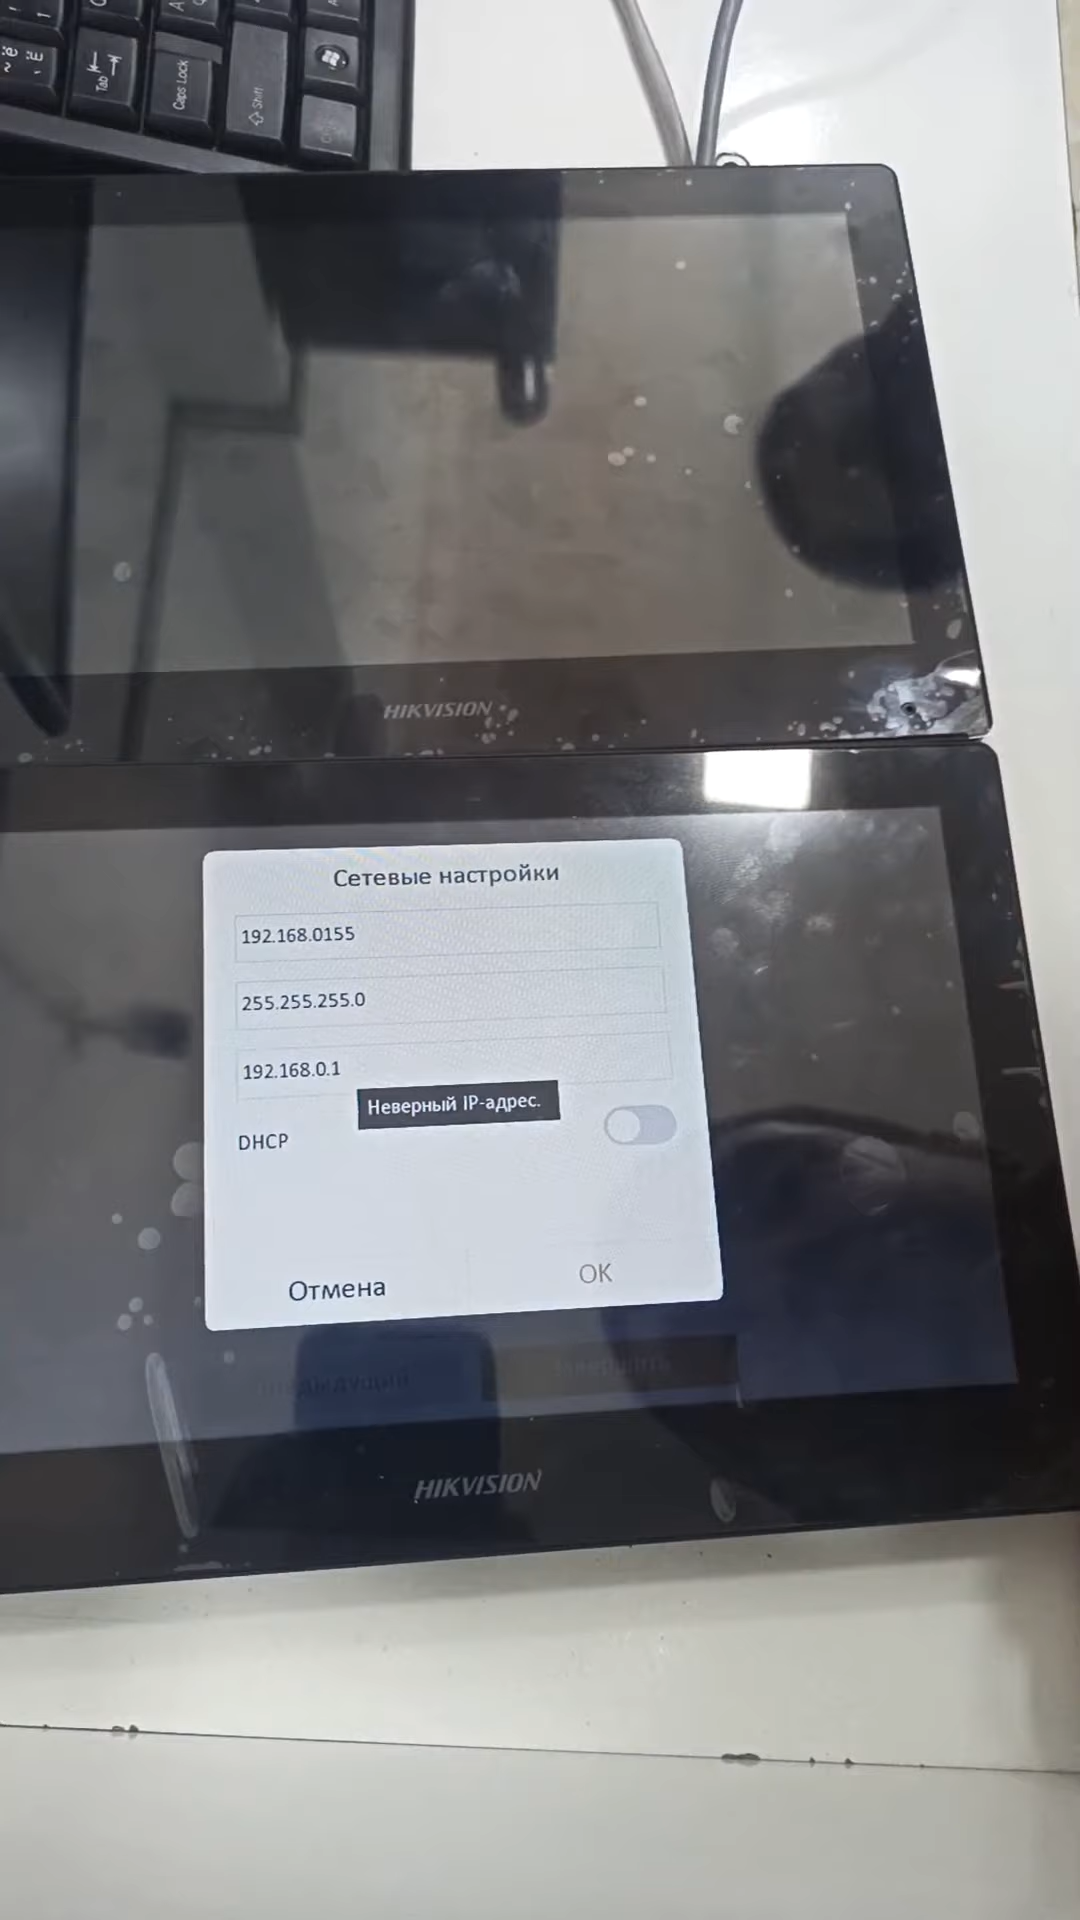 Tab
Caps Lock
Shift
HIKVISION
Сетевые настройки
192.168.0155
255.255.255.0
192.168.0.1
Неверный IP-адрес.
DHCP
Отмена
OK
HIKVISION